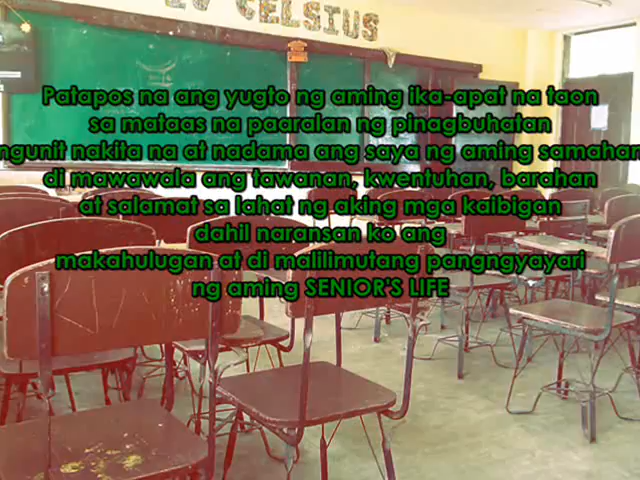 IV CELSIUS
Patapos na ang yugto ng aming ika-apat na taon
sa mataas na paaralan ng pinagbuhatan
ngunit nakita na at nadama ang saya ng aming samahan
di mawawala ang tawanan, kwentuhan, barahan
at salamat sa lahat ng aking mga kaibigan
dahil naransan ko ang
makahulugan at di malilimutang pangngyayari
ng aming SENIOR'S LIFE